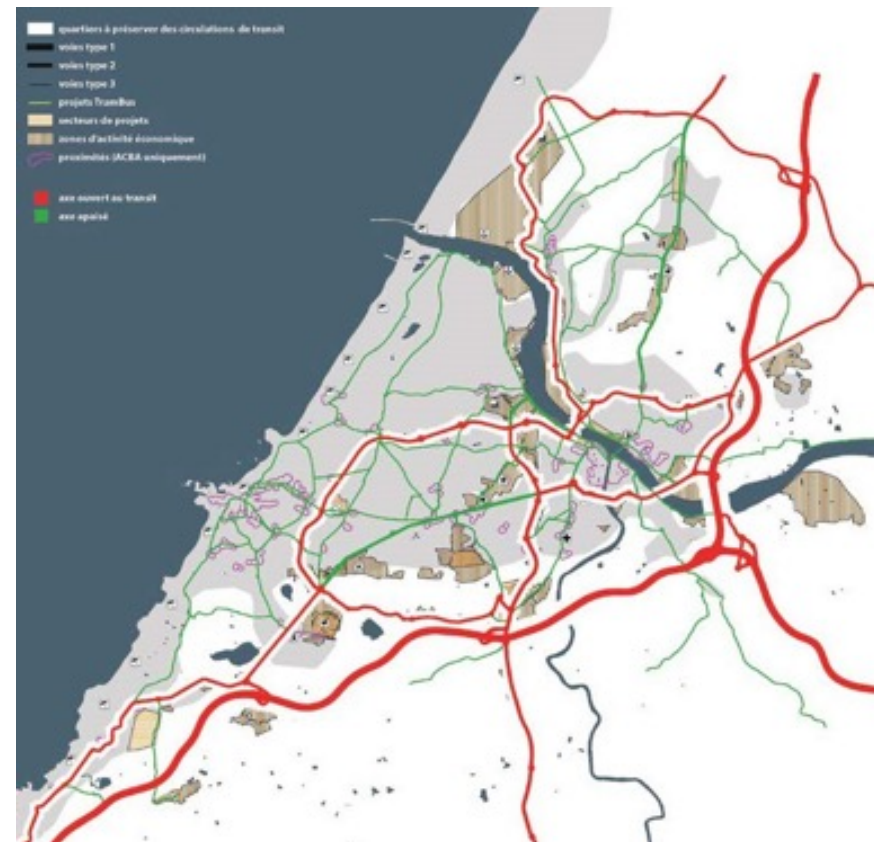 quartiers à préserver des circulations de transit
voies type 1
voies type 2
voies type 3
projets TramBus
secteurs de projets
zones d'activité économique
proximités (ACBA uniquement)
axe ouvert au transit
axe apaisé